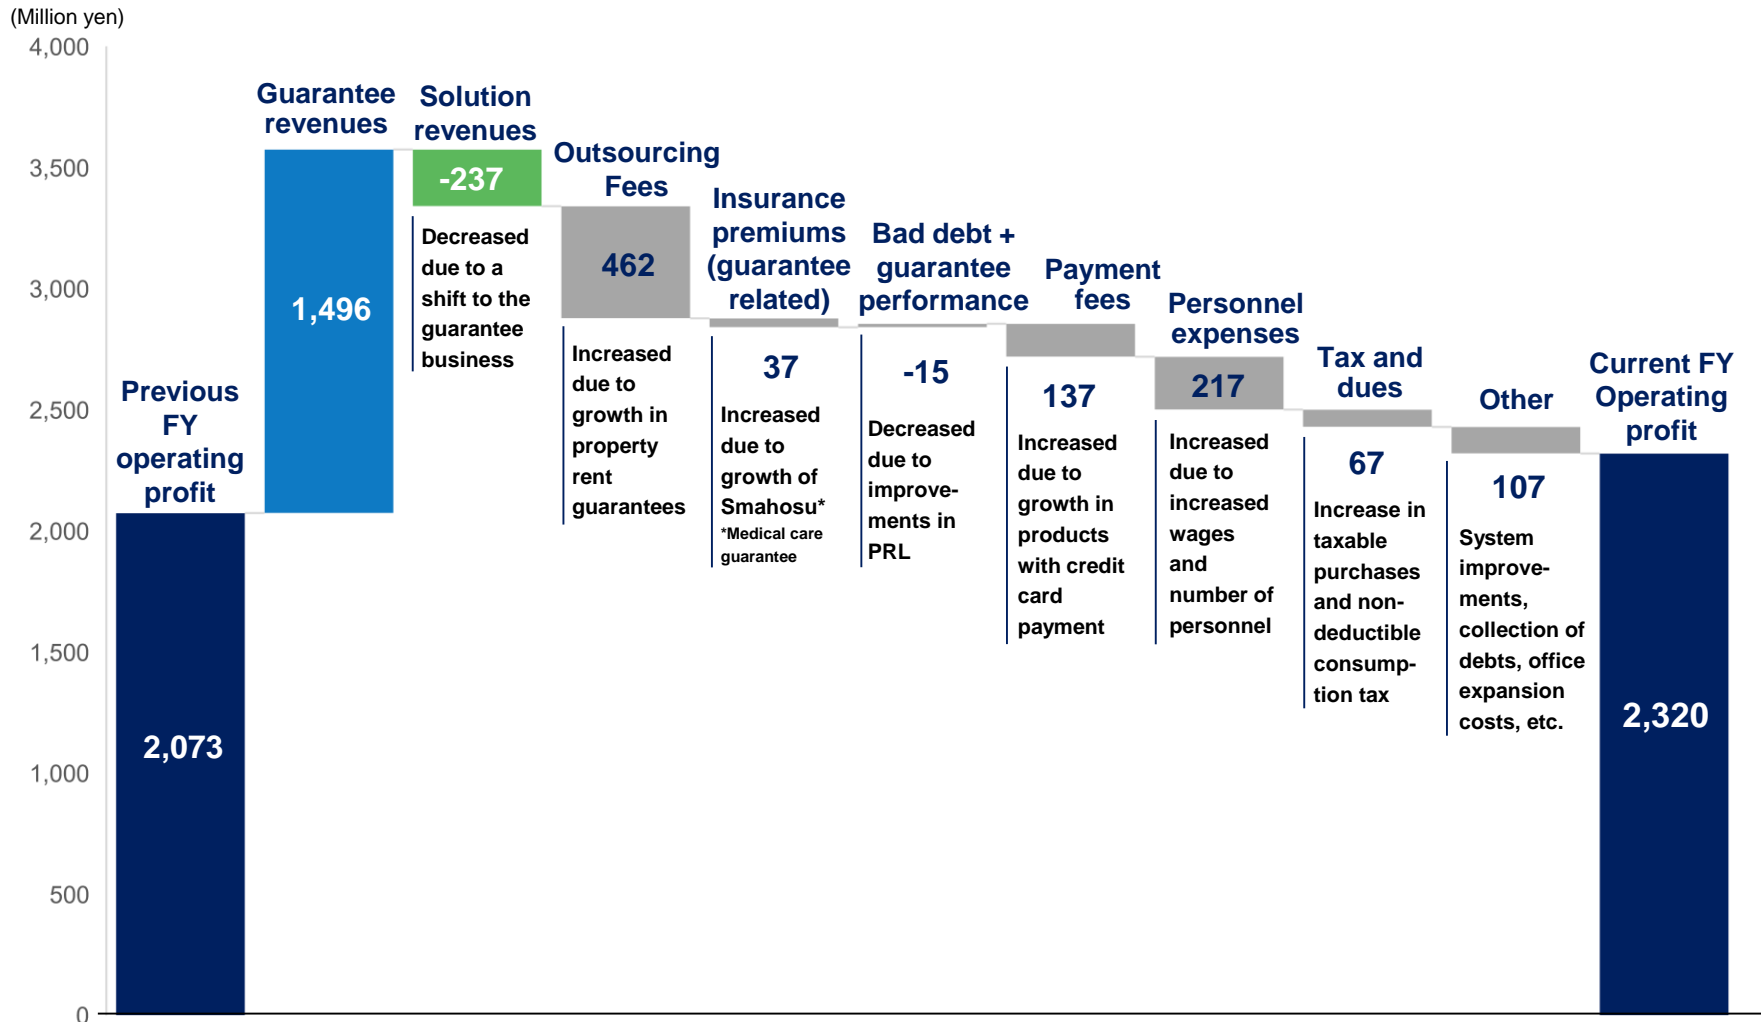 (Million yen)
4,000
3,500
3,000
2,500
2,000
1,500
1,000
500
0
Previous
FY
operating
profit
2,073
Guarantee
revenues
1,496
Solution
revenues
-237
Decreased
due to a
shift to the
guarantee
business
Outsourcing
Fees
462
Increased
due to
growth in
property
rent
guarantees
Insurance
premiums
(guarantee
related)
37
Increased
due to
growth of
Smahosu*
*Medical care
guarantee
Bad debt +
guarantee
performance
-15
Decreased
due to
improve-
ments in
PRL
Payment
fees
137
Increased
due to
growth in
products
with credit
card
payment
Personnel
expenses
217
Increased
due to
increased
wages
and
number of
personnel
Tax and
dues
67
Increase in
taxable
purchases
and non-
deductible
consump-
tion tax
Other
107
System
improve-
ments,
collection of
debts, office
expansion
costs, etc.
Current FY
Operating
profit
2,320